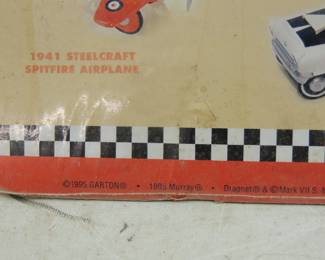 1941 STEELCRAFT
SPITFIRE AIRPLANE
©1995 GARTON® • 1995 Murray® • Dragnet® & ©Mark VII S.